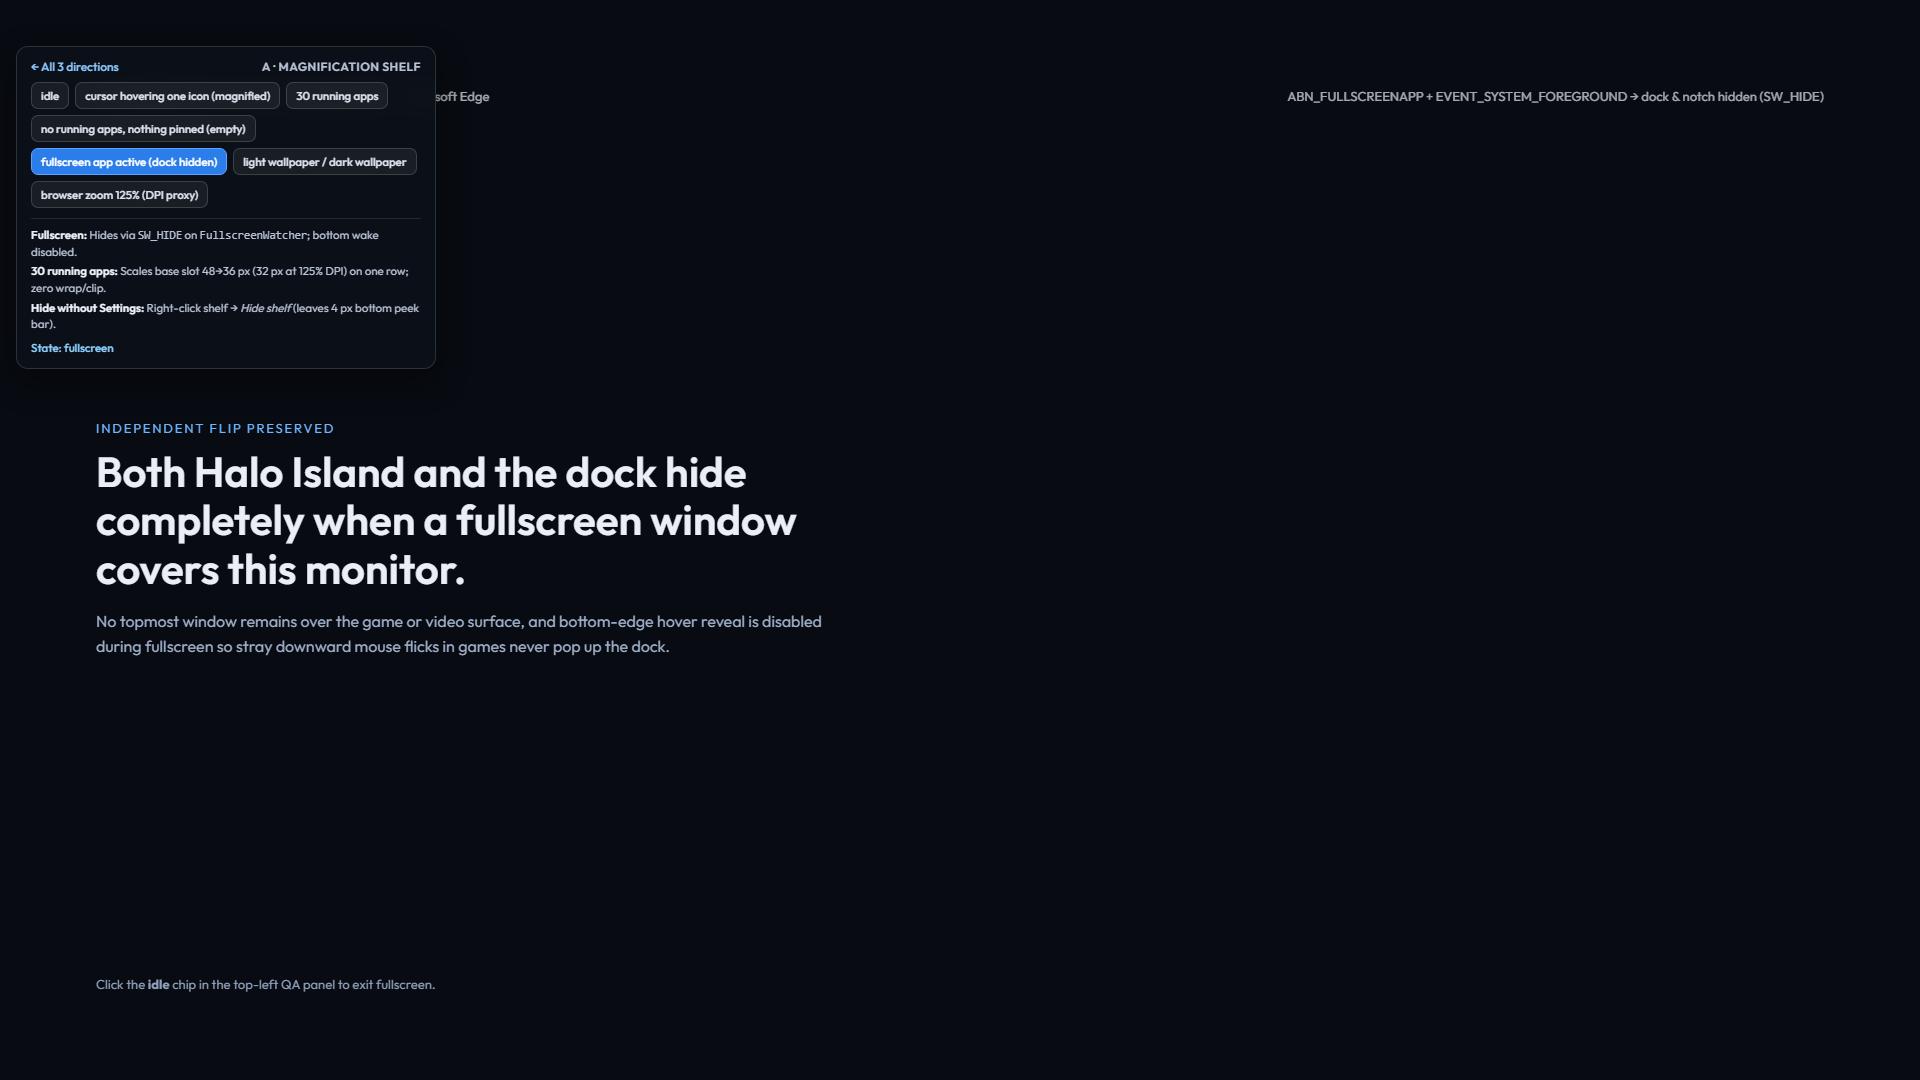 ← All 3 directions
A · MAGNIFICATION SHELF
idle
cursor hovering one icon (magnified)
30 running apps
soft Edge
ABN_FULLSCREENAPP + EVENT_SYSTEM_FOREGROUND → dock & notch hidden (SW_HIDE)
no running apps, nothing pinned (empty)
fullscreen app active (dock hidden)
light wallpaper / dark wallpaper
browser zoom 125% (DPI proxy)
Fullscreen: Hides via SW_HIDE on FullscreenWatcher; bottom wake
disabled.
30 running apps: Scales base slot 48→36 px (32 px at 125% DPI) on one row;
zero wrap/clip.
Hide without Settings: Right-click shelf → Hide shelf (leaves 4 px bottom peek
bar).
State: fullscreen
INDEPENDENT FLIP PRESERVED
Both Halo Island and the dock hide
completely when a fullscreen window
covers this monitor.
No topmost window remains over the game or video surface, and bottom-edge hover reveal is disabled
during fullscreen so stray downward mouse flicks in games never pop up the dock.
Click the idle chip in the top-left QA panel to exit fullscreen.